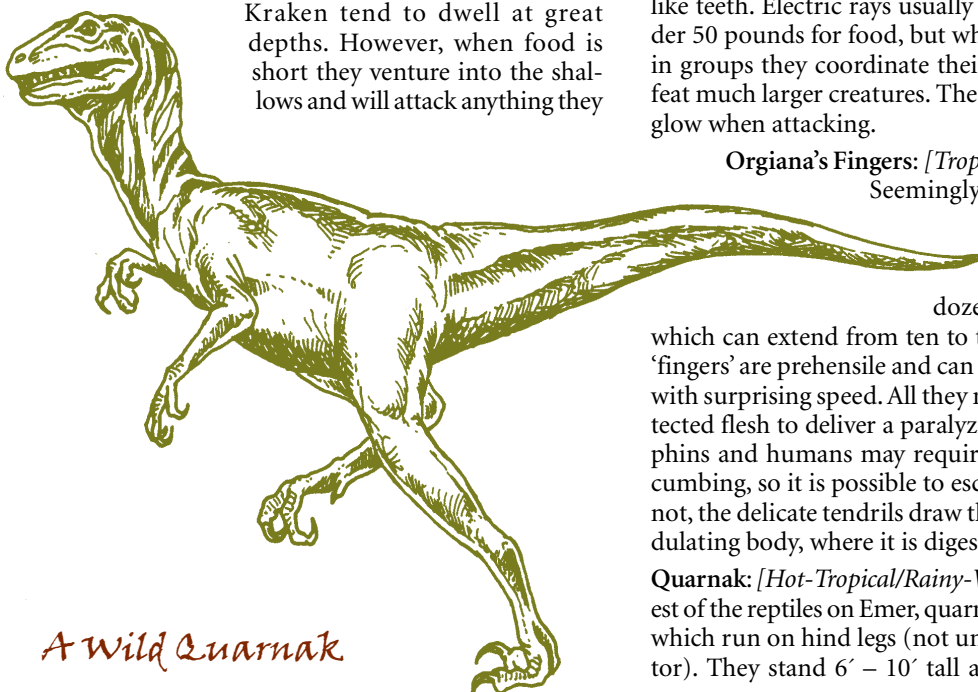 Kraken tend to dwell at great
depths. However, when food is
short they venture into the shal-
lows and will attack anything they
A Wild Quarnak
like teeth. Electric rays usually
der 50 pounds for food, but wh
in groups they coordinate thei
feat much larger creatures. The
glow when attacking.
Orgiana’s Fingers: [Trop
Seemingly
doze
which can extend from ten to t
‘fingers’ are prehensile and can
with surprising speed. All they n
tected flesh to deliver a paralyz
phins and humans may requir
cumbing, so it is possible to esc
not, the delicate tendrils draw th
dulating body, where it is diges
Quarnak: [Hot-Tropical/Rainy-V
est of the reptiles on Emer, quarn
which run on hind legs (not un
tor). They stand 6´ – 10´ tall a